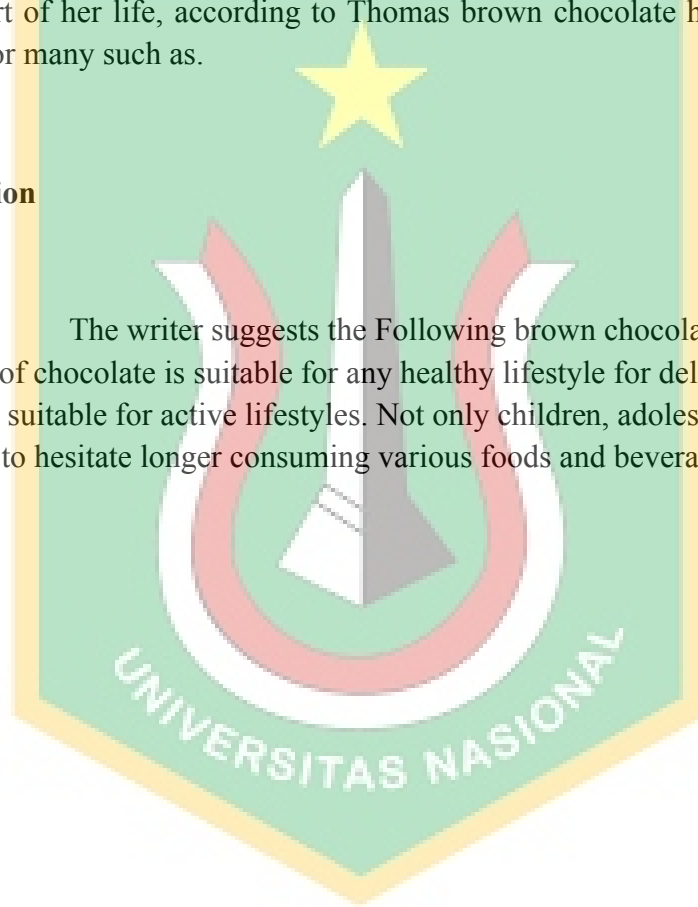 rt of her life, according to Thomas brown chocolate h
or many such as.
ion
The writer suggests the Following brown chocola
of chocolate is suitable for any healthy lifestyle for del
suitable for active lifestyles. Not only children, adoles
to hesitate longer consuming various foods and bevera
UNIVERSITAS NASIONAL